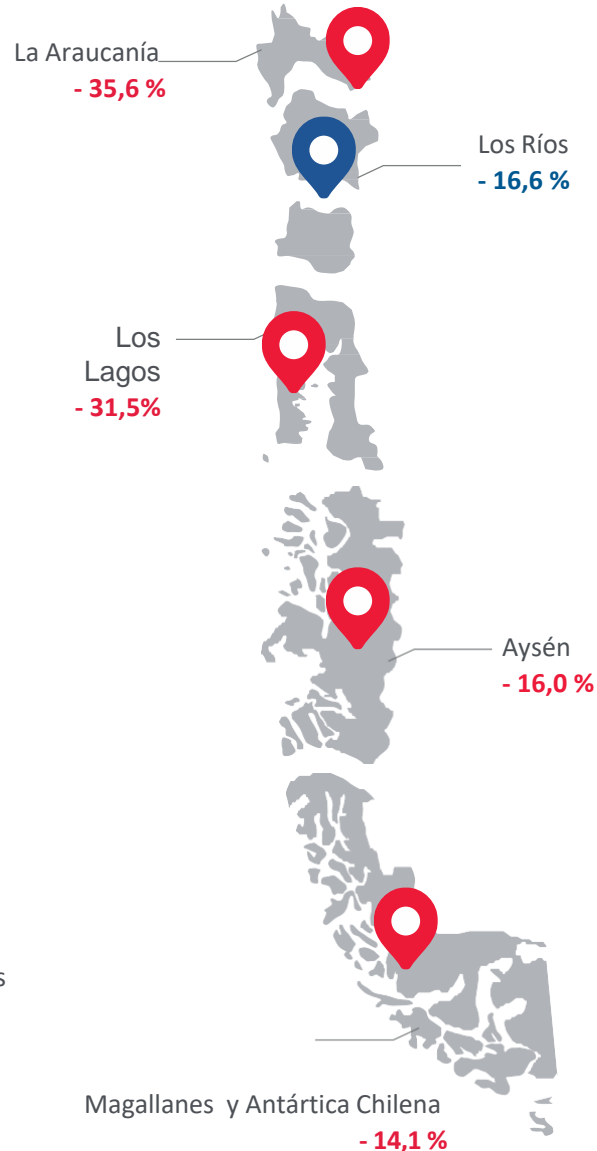 La Araucanía
- 35,6 %
Los Ríos
- 16,6 %
Los
Lagos
- 31,5%
Aysén
- 16,0 %
s
Magallanes y Antártica Chilena
- 14,1 %